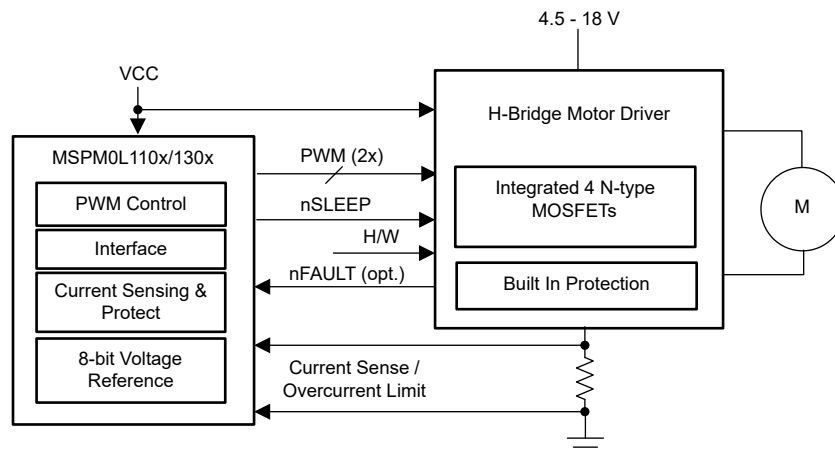 4.5 - 18 V
VCC
H-Bridge Motor Driver
MSPM0L110x/130x
PWM (2x)
PWM Control
Integrated 4 N-type
MOSFETs
M
nSLEEP
Interface
H/W
nFAULT (opt.)
Current Sensing &
Protect
Built In Protection
8-bit Voltage
Reference
Current Sense /
Overcurrent Limit